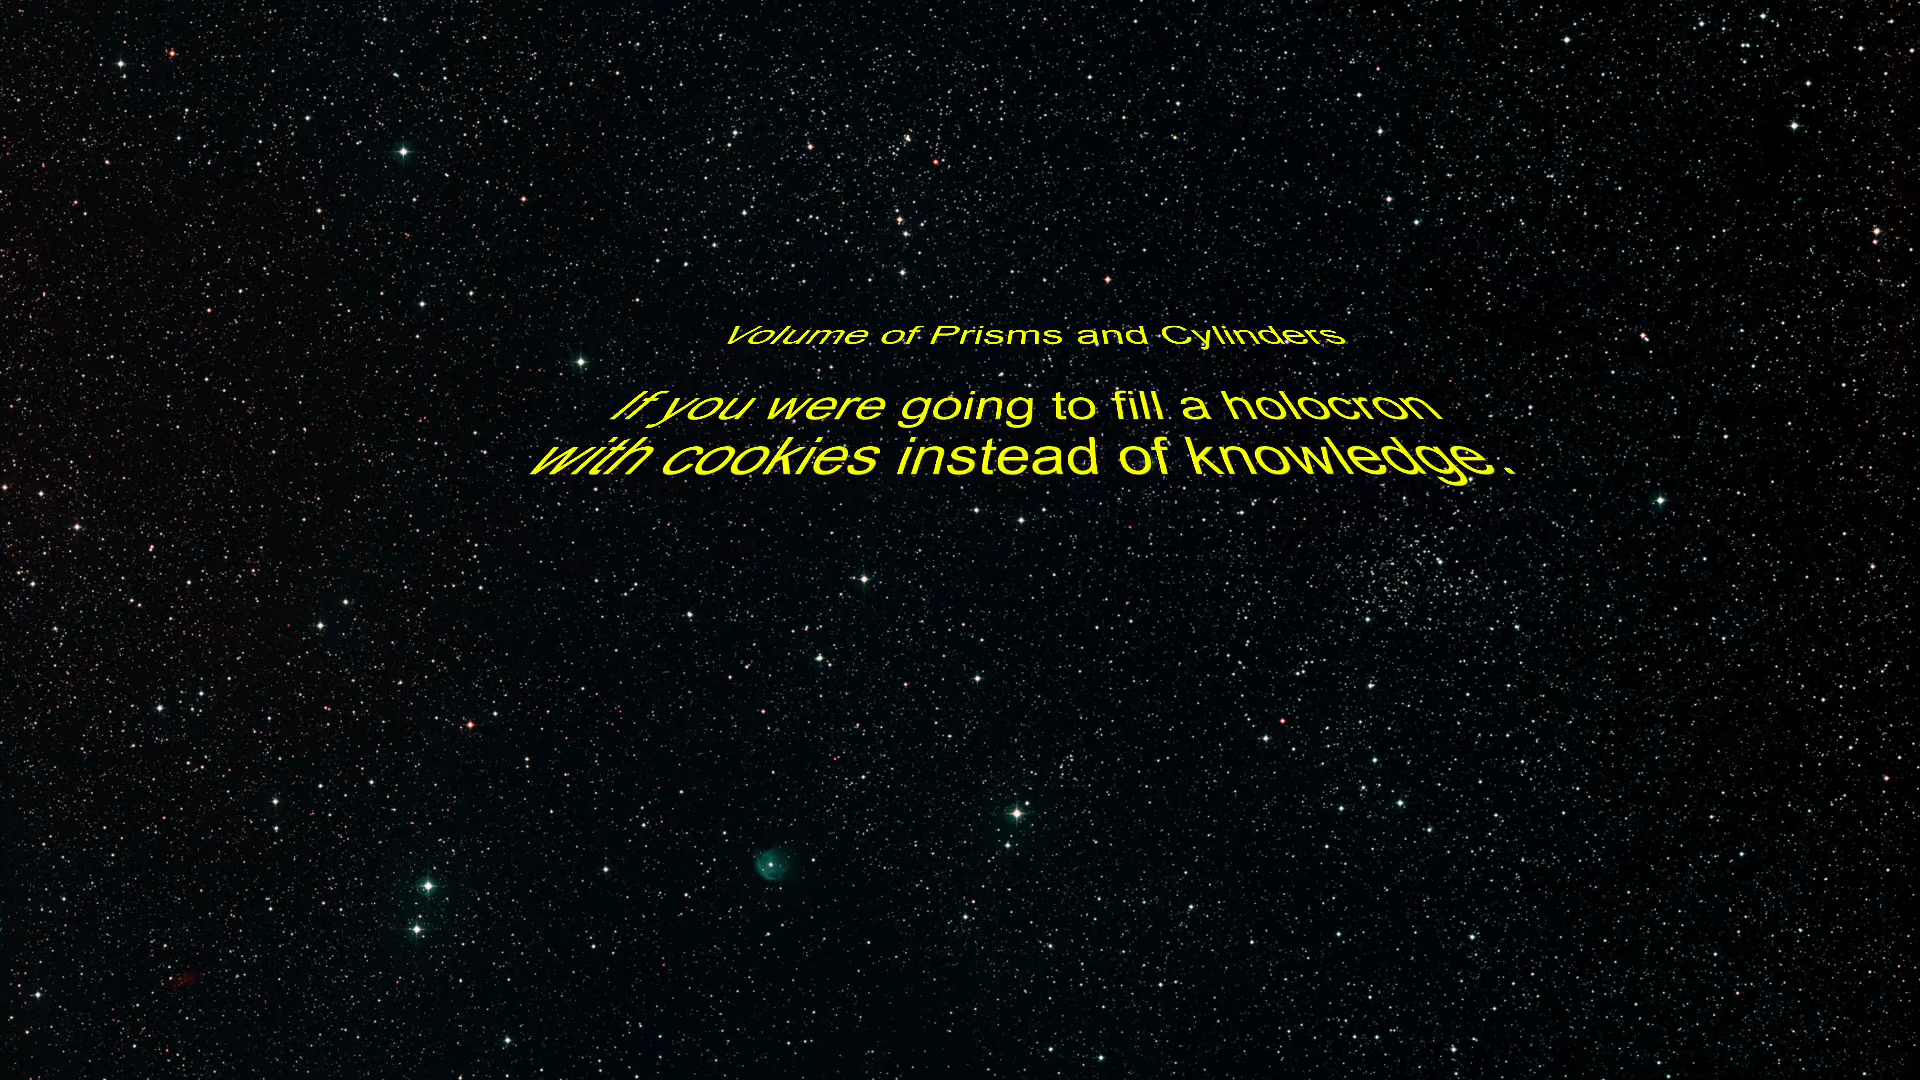 Volume of Prisms and Cylinders
If you were going to fill a holocron
with cookies instead of knowledge.